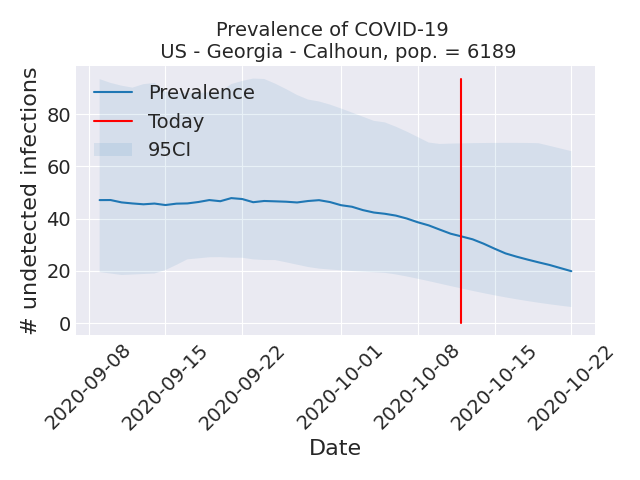 Prevalence of COVID-19
US - Georgia - Calhoun, pop. = 6189
# undetected infections
80
60
40
20
0
Prevalence
Today
95CI
2020-09-08
2020-09-15
2020-09-22
2020-10-01
2020-10-08
2020-10-15
2020-10-22
Date